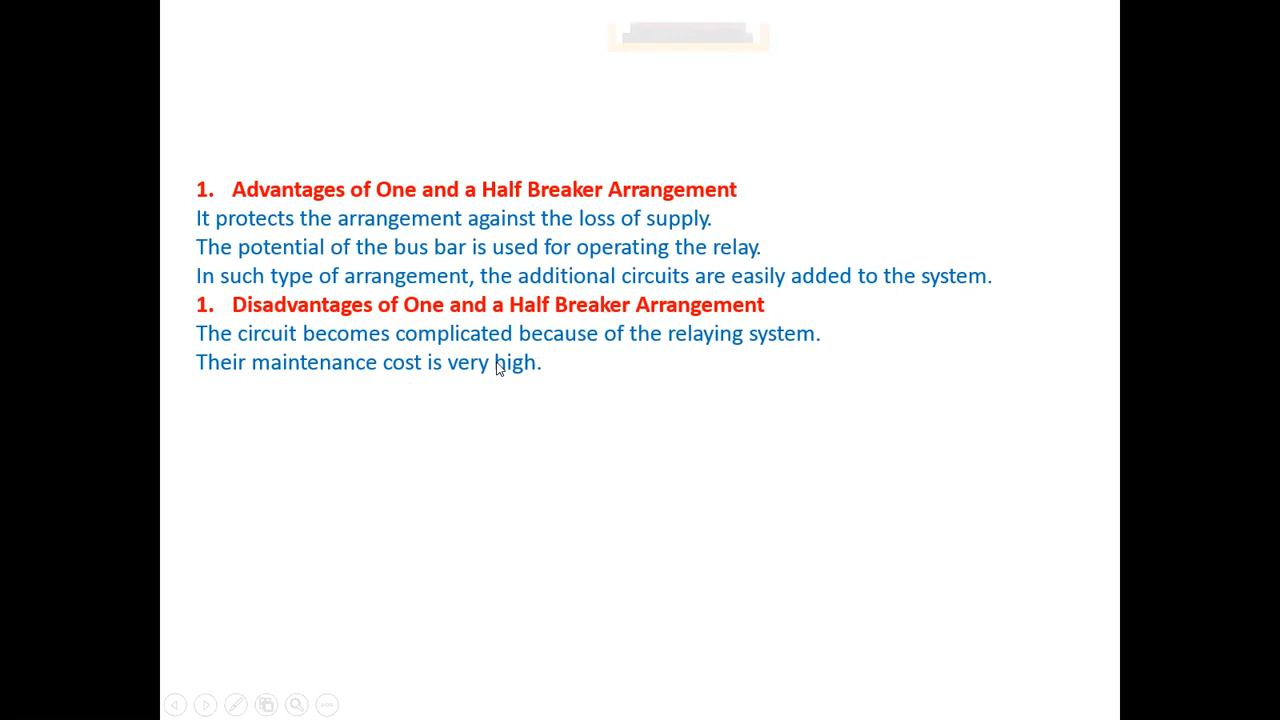 1. Advantages of One and a Half Breaker Arrangement
It protects the arrangement against the loss of supply.
The potential of the bus bar is used for operating the relay.
In such type of arrangement, the additional circuits are easily added to the system.
1. Disadvantages of One and a Half Breaker Arrangement
The circuit becomes complicated because of the relaying system.
Their maintenance cost is very high.